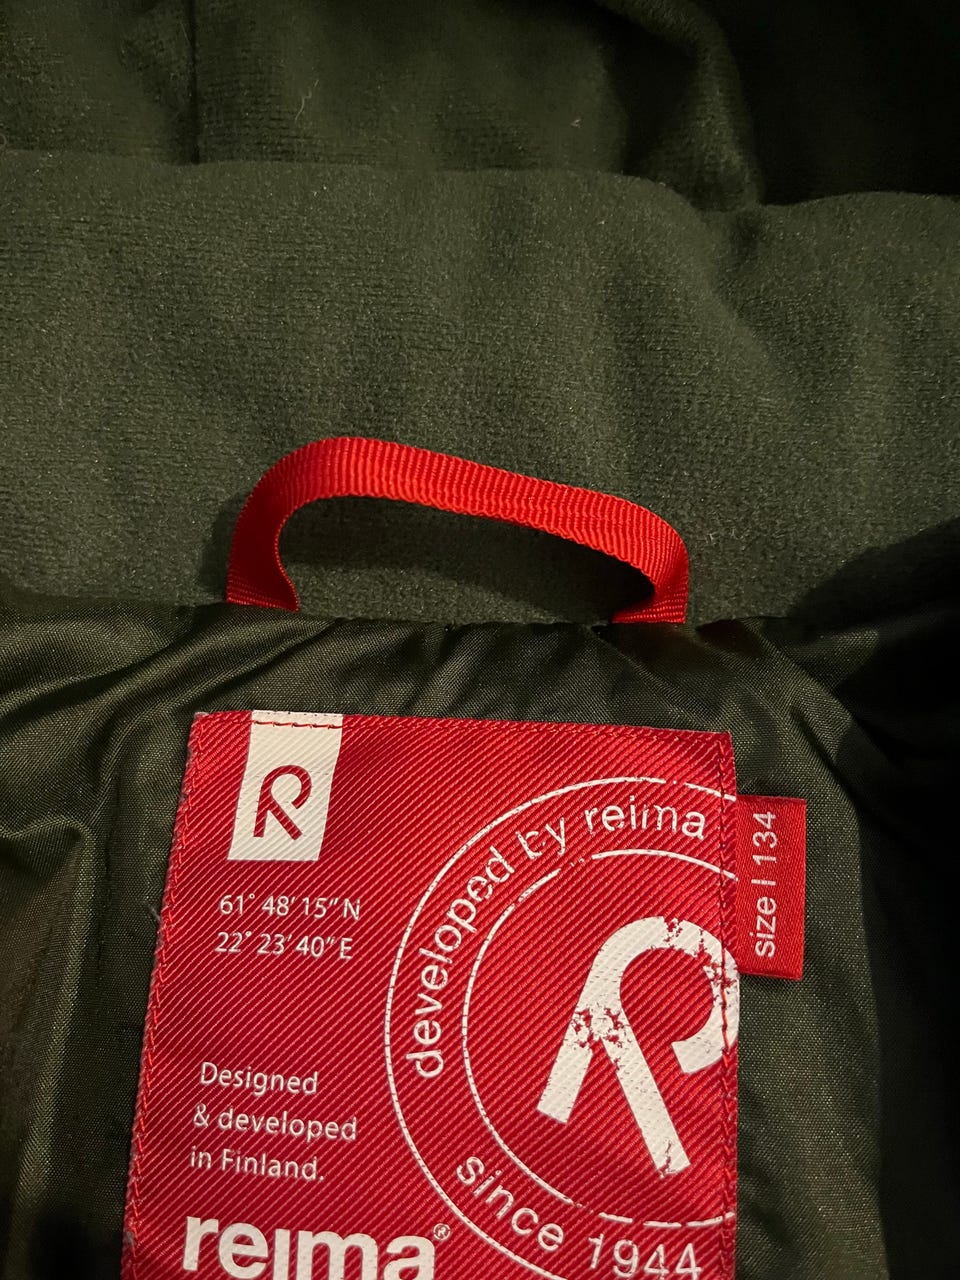 R
61° 48' 15" N
22° 23' 40" E
developed by reima
size | 134
R
Designed
& developed
in Finland.
since 1944
reima®